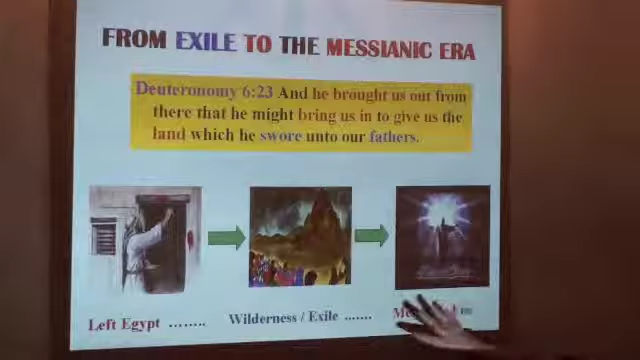 FROM EXILE TO THE MESSIANIC ERA
Deuteronomy 6:23 And he brought us out from
there that he might bring us in to give us the
land which he swore unto our fathers.
Left Egypt ........
Wilderness / Exile .......